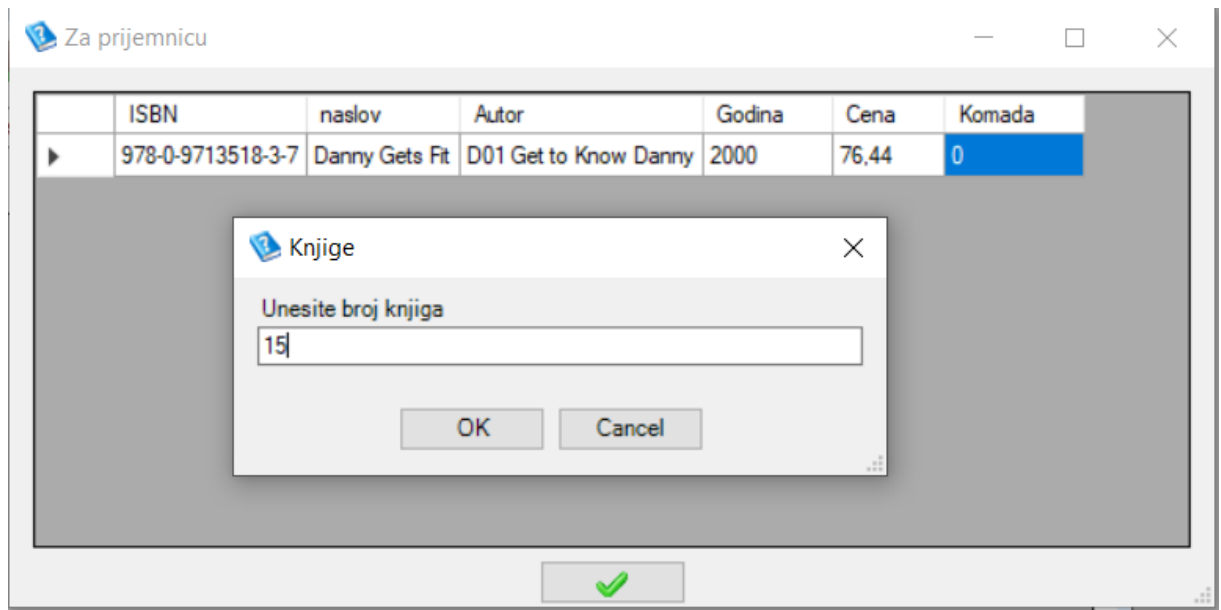 Za prijemnicu
ISBN naslov Autor Godina Cena Komada
978-0-9713518-3-7 Danny Gets Fit D01 Get to Know Danny 2000 76,44 0
Knjige
Unesite broj knjiga
15
OK Cancel